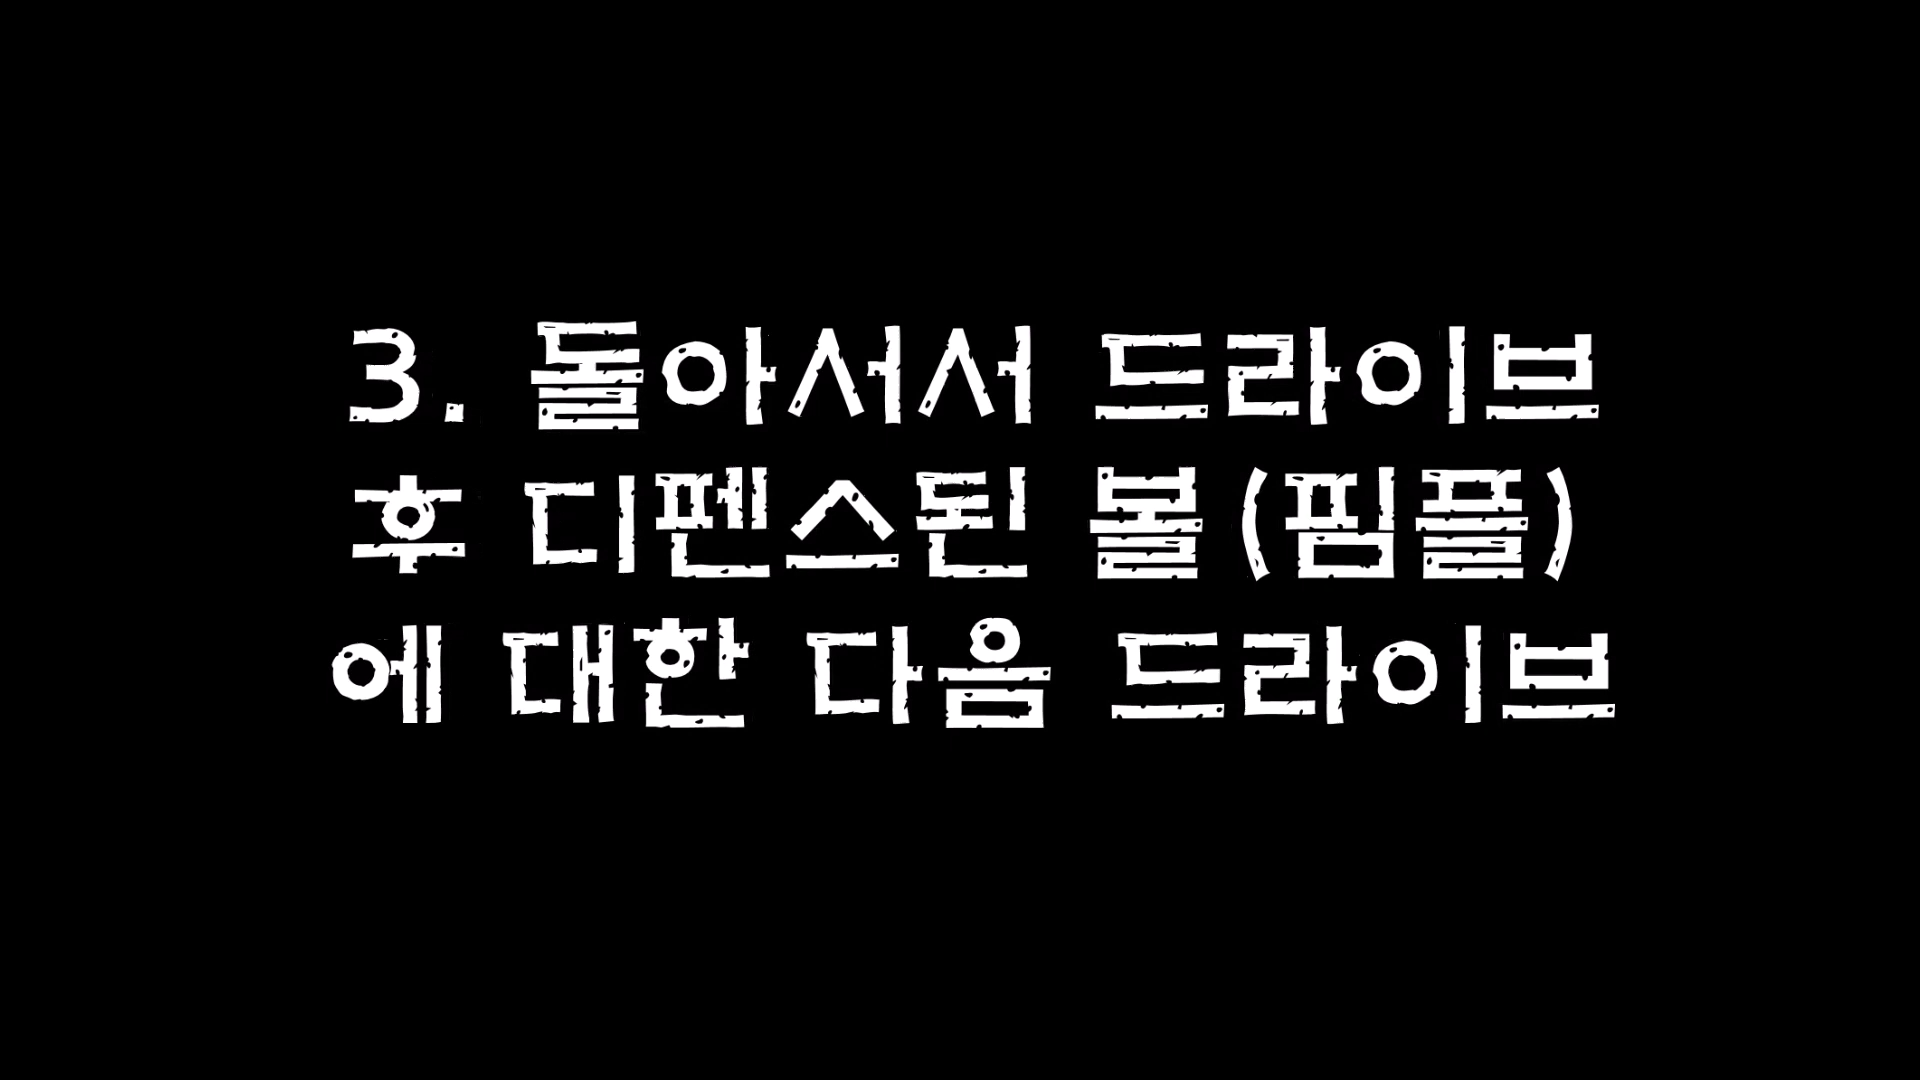 3. 돌아서서 드라이브
후 디펜스된 볼(핌플)
에 대한 다음 드라이브